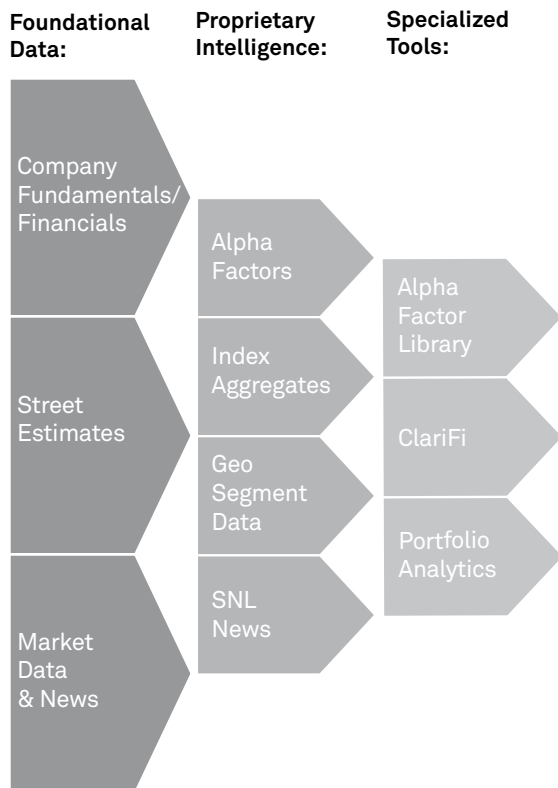 Foundational
Data:
Proprietary
Intelligence:
Specialized
Tools:
Company
Fundamentals/
Financials
Street
Estimates
Market
Data
& News
Alpha
Factors
Index
Aggregates
Geo
Segment
Data
SNL
News
Alpha
Factor
Library
ClariFi
Portfolio
Analytics